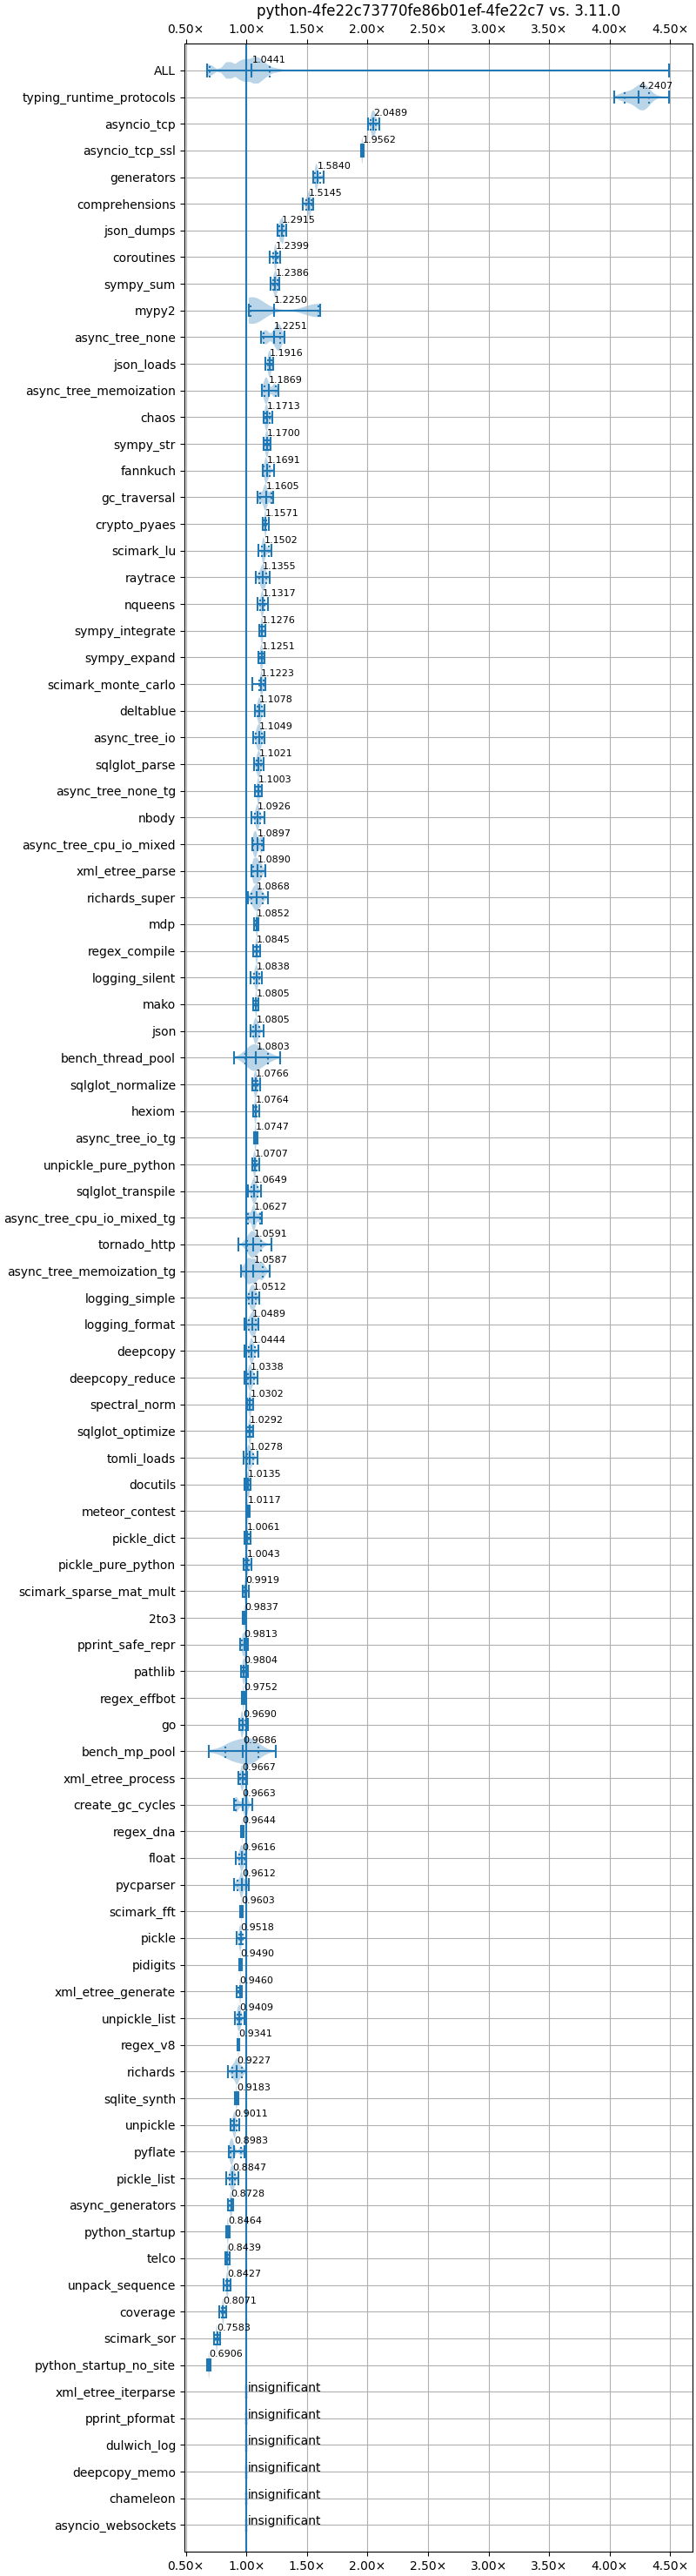 python-4fe22c73770fe86b01ef-4fe22c7 vs. 3.11.0
0.50× 1.00× 1.50× 2.00× 2.50× 3.00× 3.50× 4.00× 4.50×
ALL 1.0441
typing_runtime_protocols 4.2407
asyncio_tcp 2.0489
asyncio_tcp_ssl 1.9562
generators 1.5840
comprehensions 1.5145
json_dumps 1.2915
coroutines 1.2399
sympy_sum 1.2386
mypy2 1.2250
async_tree_none 1.2251
json_loads 1.1916
async_tree_memoization 1.1869
chaos 1.1713
sympy_str 1.1700
fannkuch 1.1691
gc_traversal 1.1605
crypto_pyaes 1.1571
scimark_lu 1.1502
raytrace 1.1355
nqueens 1.1317
sympy_integrate 1.1276
sympy_expand 1.1251
scimark_monte_carlo 1.1223
deltablue 1.1078
async_tree_io 1.1049
sqlglot_parse 1.1021
async_tree_none_tg 1.1003
nbody 1.0926
async_tree_cpu_io_mixed 1.0897
xml_etree_parse 1.0890
richards_super 1.0868
mdp 1.0852
regex_compile 1.0845
logging_silent 1.0838
mako 1.0805
json 1.0805
bench_thread_pool 1.0803
sqlglot_normalize 1.0766
hexiom 1.0764
async_tree_io_tg 1.0747
unpickle_pure_python 1.0707
sqlglot_transpile 1.0649
async_tree_cpu_io_mixed_tg 1.0627
tornado_http 1.0591
async_tree_memoization_tg 1.0587
logging_simple 1.0512
logging_format 1.0489
deepcopy 1.0444
deepcopy_reduce 1.0338
spectral_norm 1.0302
sqlglot_optimize 1.0292
tomli_loads 1.0278
docutils 1.0135
meteor_contest 1.0117
pickle_dict 1.0061
pickle_pure_python 1.0043
scimark_sparse_mat_mult 0.9919
2to3 0.9837
pprint_safe_repr 0.9813
pathlib 0.9804
regex_effbot 0.9752
go 0.9690
bench_mp_pool 0.9686
xml_etree_process 0.9667
create_gc_cycles 0.9663
regex_dna 0.9644
float 0.9616
pycparser 0.9612
scimark_fft 0.9603
pickle 0.9518
pidigits 0.9490
xml_etree_generate 0.9460
unpickle_list 0.9409
regex_v8 0.9341
richards 0.9227
sqlite_synth 0.9183
unpickle 0.9011
pyflate 0.8983
pickle_list 0.8847
async_generators 0.8728
python_startup 0.8464
telco 0.8439
unpack_sequence 0.8427
coverage 0.8071
scimark_sor 0.7583
python_startup_no_site 0.6906
xml_etree_iterparse insignificant
pprint_pformat insignificant
dulwich_log insignificant
deepcopy_memo insignificant
chameleon insignificant
asyncio_websockets insignificant
0.50× 1.00× 1.50× 2.00× 2.50× 3.00× 3.50× 4.00× 4.50×